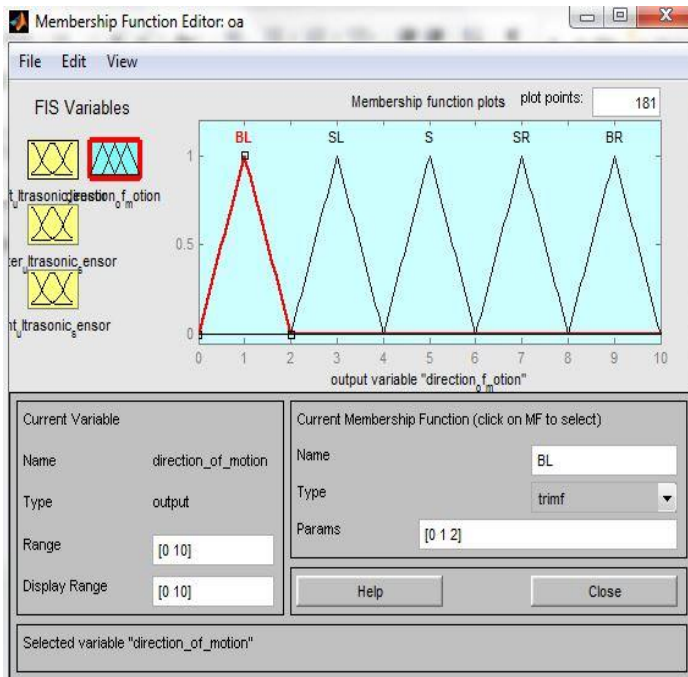 Membership Function Editor: oa
File Edit View
FIS Variables
Membership function plots
plot points:
181
BL SL S SR BR
1
0.5
0
0 1 2 3 4 5 6 7 8 9 10
output variable "direction_of_motion"
Current Variable
Name direction_of_motion
Type output
Range [0 10]
Display Range [0 10]
Current Membership Function (click on MF to select)
Name BL
Type trimf
Params [0 1 2]
Help Close
Selected variable "direction_of_motion"